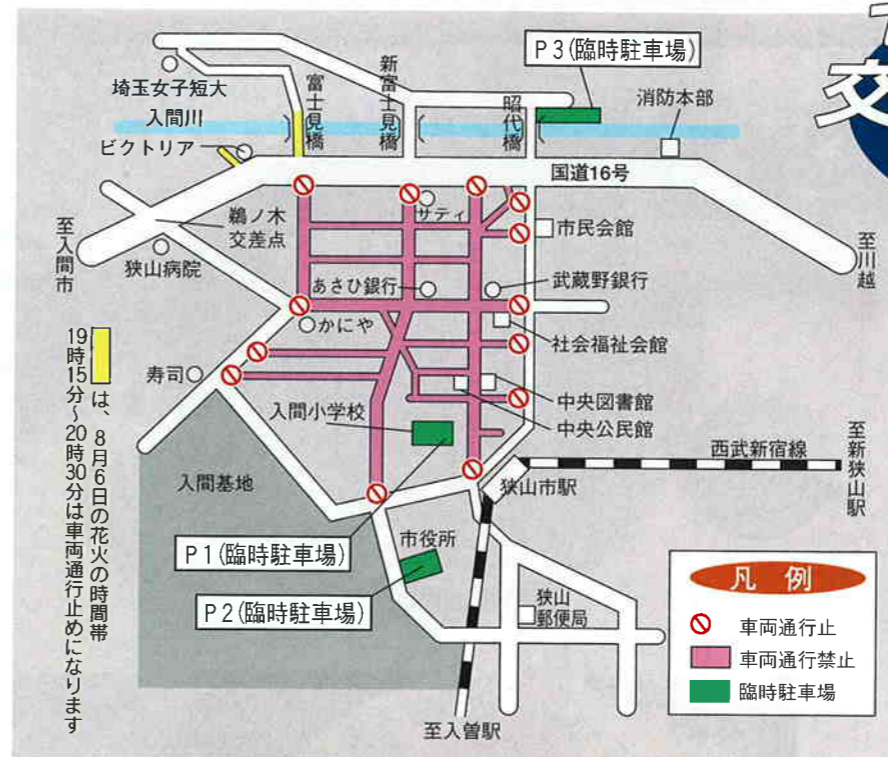 交
P3(臨時駐車場)
埼玉女子短大
富士見橋
新富士見橋
昭代橋
消防本部
入間川
ビクトリア
国道16号
至入間市
鵜ノ木
交差点
サティ
市民会館
至川越
狭山病院
あさひ銀行
武蔵野銀行
かにや
社会福祉会館
寿司
中央図書館
入間小学校
中央公民館
西武新宿線
至新狭山駅
入間基地
狭山市駅
P1(臨時駐車場)
市役所
P2(臨時駐車場)
狭山
郵便局
至入曽駅
は、8月6日の花火の時間帯
19時15分~20時30分は車両通行止めになります
凡例
車両通行止
車両通行禁止
臨時駐車場